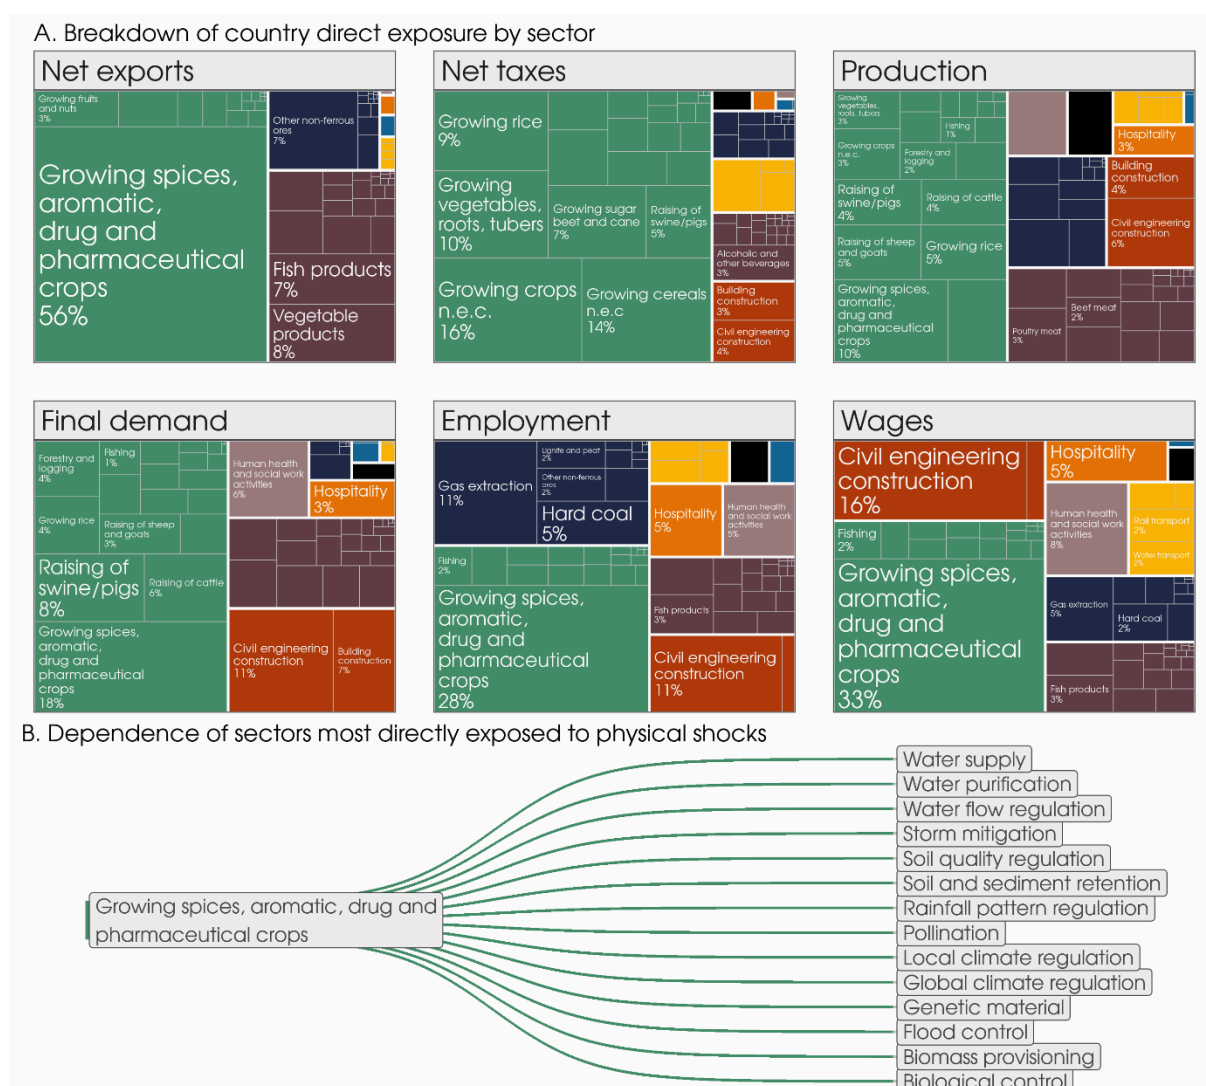 A. Breakdown of country direct exposure by sector
Net exports
Growing fruits
and nuts
3%
Growing spices,
aromatic,
drug and
pharmaceutical
crops
56%
Other non-ferrous
ores
7%
Fish products
7%
Vegetable
products
8%
Net taxes
Growing rice
9%
Growing
vegetables,
roots, tubers
10%
Growing sugar
beet and cane
7%
Raising of
swine/pigs
5%
Growing crops
n.e.c.
16%
Growing cereals
n.e.c
14%
Alcoholic and
other beverages
3%
Building
construction
3%
Civil engineering
construction
4%
Production
Growing
vegetables,
roots, tubers
3%
Fishing
1%
Growing crops
n.e.c.
3%
Forestry and
logging
2%
Raising of
swine/pigs
4%
Raising of cattle
4%
Raising of sheep
and goats
5%
Growing rice
5%
Growing spices,
aromatic,
drug and
pharmaceutical
crops
10%
Hospitality
3%
Building
construction
4%
Civil engineering
construction
6%
Beef meat
2%
Poultry meat
3%
Final demand
Forestry and
logging
4%
Fishing
1%
Growing rice
4%
Raising of sheep
and goats
3%
Raising of
swine/pigs
8%
Raising of cattle
6%
Growing spices,
aromatic,
drug and
pharmaceutical
crops
18%
Human health
and social work
activities
6%
Hospitality
3%
Civil engineering
construction
11%
Building
construction
7%
Employment
Gas extraction
11%
Lignite and peat
2%
Other non-ferrous
ores
2%
Hard coal
5%
Fishing
2%
Growing spices,
aromatic,
drug and
pharmaceutical
crops
28%
Hospitality
5%
Human health
and social work
activities
5%
Fish products
3%
Civil engineering
construction
11%
Wages
Civil engineering
construction
16%
Fishing
2%
Growing spices,
aromatic,
drug and
pharmaceutical
crops
33%
Hospitality
5%
Human health
and social work
activities
8%
Rail transport
2%
Water transport
2%
Gas extraction
5%
Hard coal
2%
Fish products
3%
B. Dependence of sectors most directly exposed to physical shocks
Growing spices, aromatic, drug and
pharmaceutical crops
Water supply
Water purification
Water flow regulation
Storm mitigation
Soil quality regulation
Soil and sediment retention
Rainfall pattern regulation
Pollination
Local climate regulation
Global climate regulation
Genetic material
Flood control
Biomass provisioning
Biological control